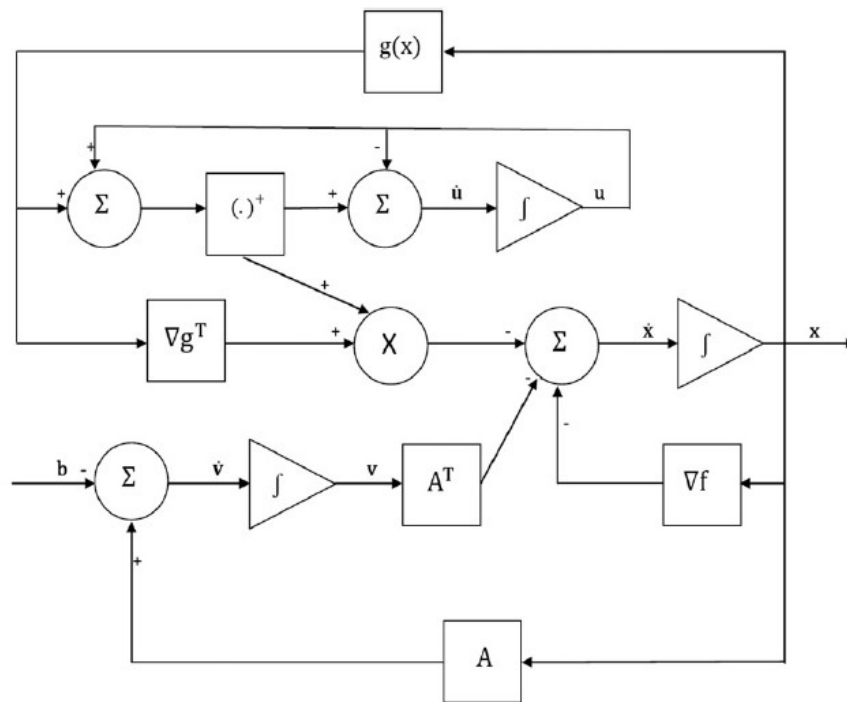 g(x)
+ -
+ Σ (.)⁺ + Σ u̇ ∫ u
+
∇gᵀ + X - Σ ẋ ∫ x
-
-
b - Σ v̇ ∫ v Aᵀ ∇f
+
A